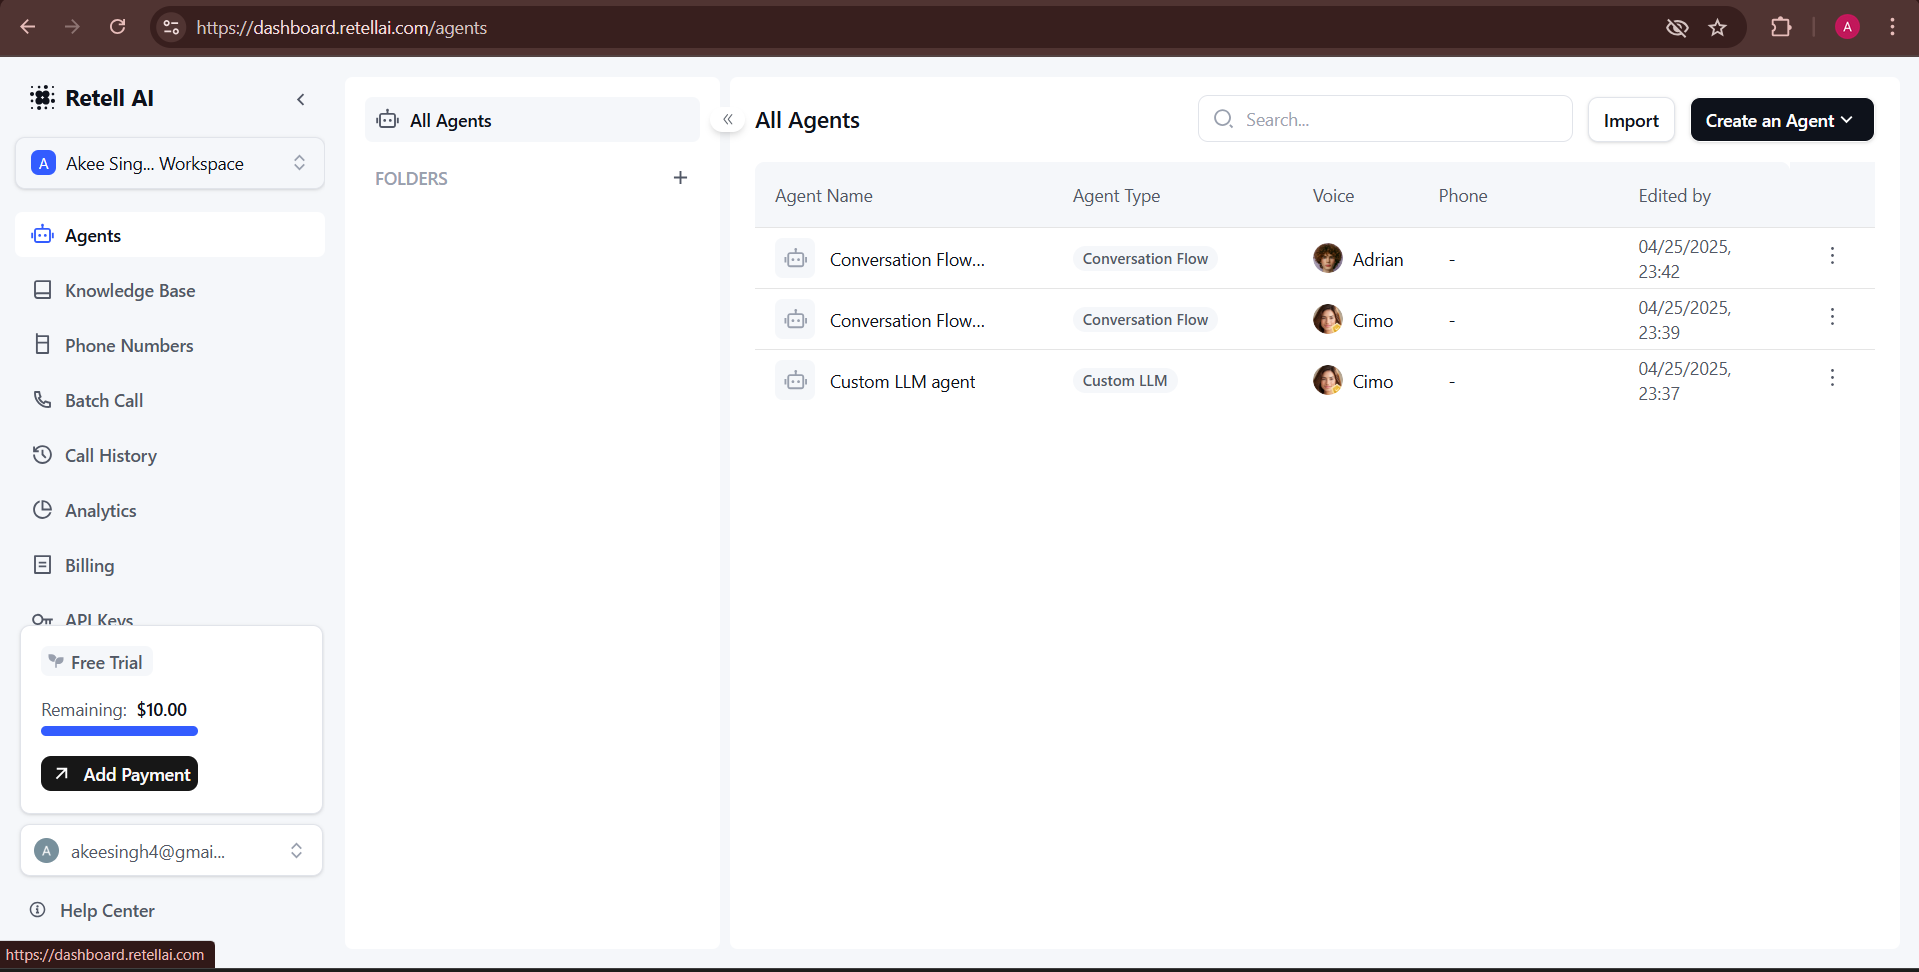 https://dashboard.retellai.com/agents
A
Retell AI
A Akee Sing... Workspace
Agents
Knowledge Base
Phone Numbers
Batch Call
Call History
Analytics
Billing
API Keys
Free Trial
Remaining: $10.00
Add Payment
A akeesingh4@gmai...
Help Center
https://dashboard.retellai.com
All Agents
FOLDERS
All Agents
Search...
Import
Create an Agent
Agent Name Agent Type Voice Phone Edited by
Conversation Flow... Conversation Flow Adrian - 04/25/2025,
23:42
Conversation Flow... Conversation Flow Cimo - 04/25/2025,
23:39
Custom LLM agent Custom LLM Cimo - 04/25/2025,
23:37